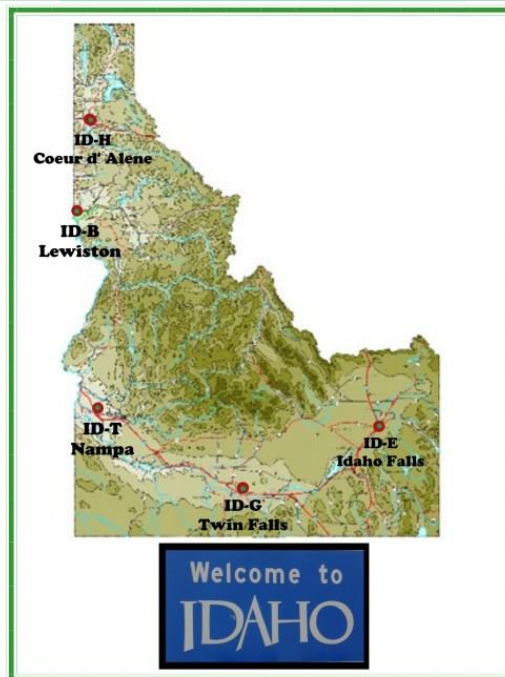 ID-H
Coeur d' Alene
ID-B
Lewiston
ID-T
Nampa
ID-E
Idaho Falls
ID-G
Twin Falls
Welcome to
IDAHO